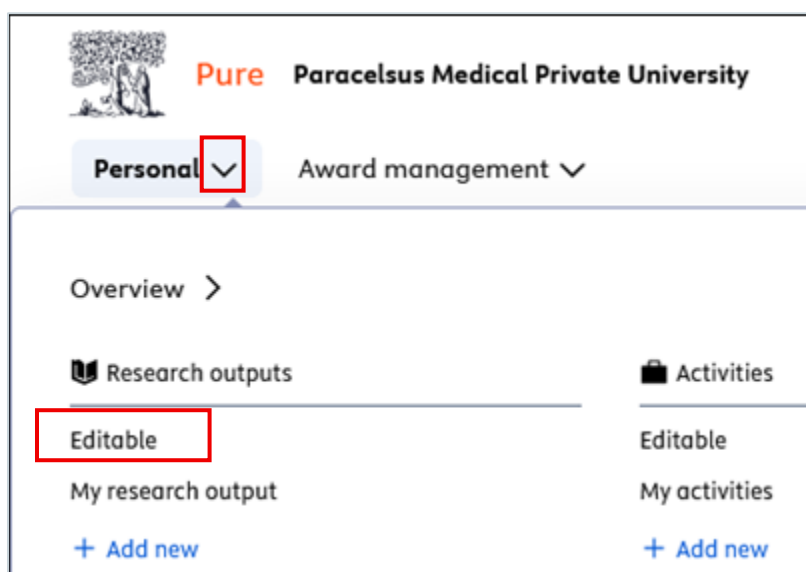 Pure Paracelsus Medical Private University
Personal Award management
Overview
Research outputs
Editable
My research output
+ Add new
Activities
Editable
My activities
+ Add new